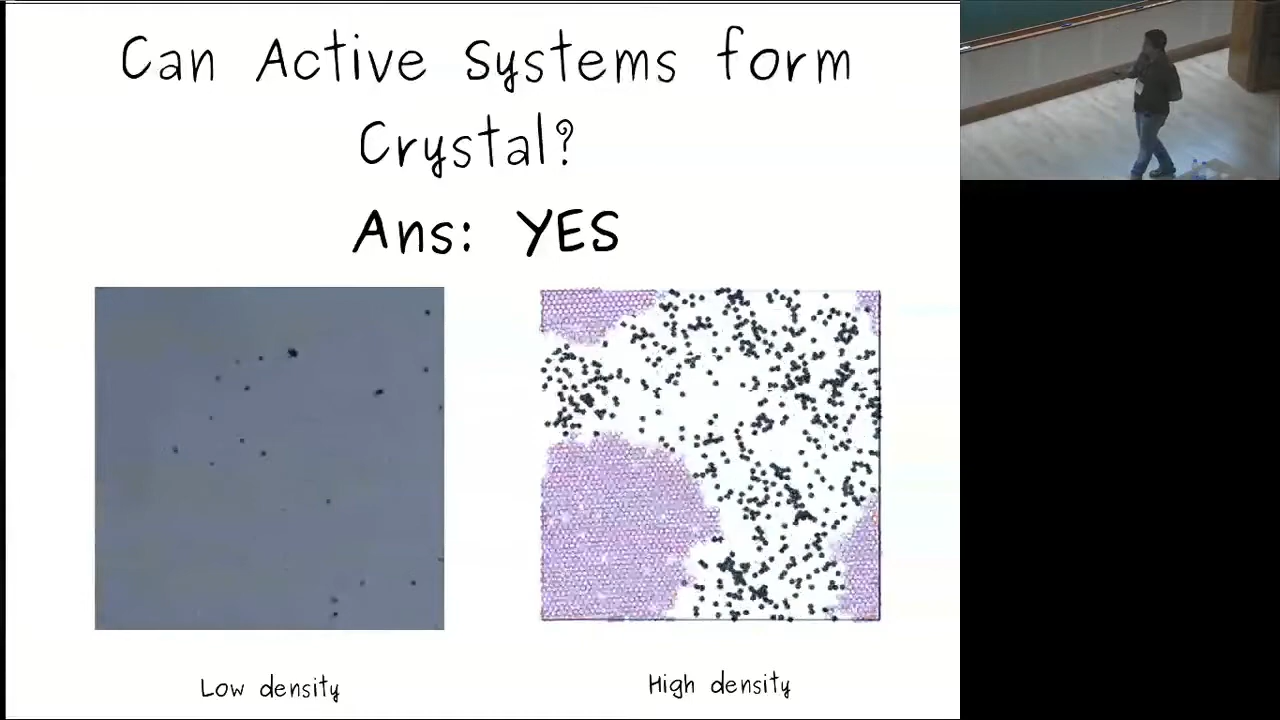 Can Active Systems form
Crystal?
Ans: YES
Low density
High density